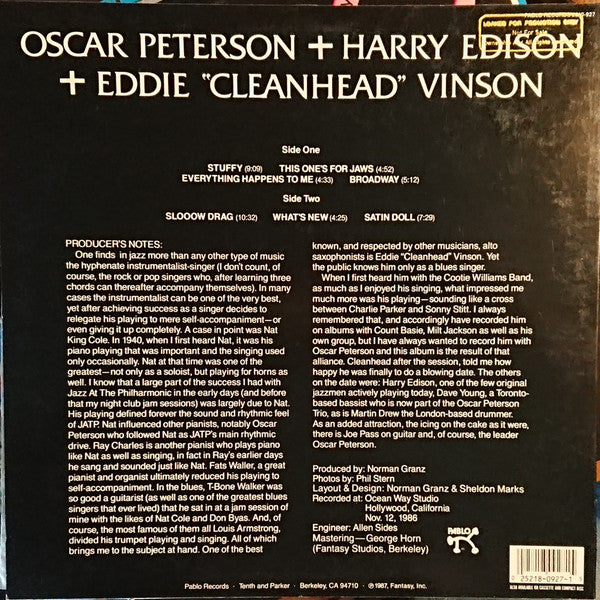 LICENSED FOR PROMOTION ONLY
Not For Sale
OSCAR PETERSON + HARRY EDISON
+ EDDIE "CLEANHEAD" VINSON
Side One
STUFFY (9:09) THIS ONE'S FOR JAWS (4:52)
EVERYTHING HAPPENS TO ME (4:33) BROADWAY (5:12)
Side Two
SLOOOW DRAG (10:32) WHAT'S NEW (4:25) SATIN DOLL (7:29)
PRODUCER'S NOTES:
One finds in jazz more than any other type of music
the hyphenate instrumentalist-singer (I don't count, of
course, the rock or pop singers who, after learning three
chords can thereafter accompany themselves). In many
cases the instrumentalist can be one of the very best,
yet after achieving success as a singer decides to
relegate his playing to mere self-accompaniment—or
even giving it up completely. A case in point was Nat
King Cole. In 1940, when I first heard Nat, it was his
piano playing that was important and the singing used
only occasionally. Nat at that time was one of the
greatest—not only as a soloist, but playing for horns as
well. I know that a large part of the success I had with
Jazz At The Philharmonic in the early days (and before
that my night club jam sessions) was largely due to Nat.
His playing defined forever the sound and rhythmic feel
of JATP. Nat influenced other pianists, notably Oscar
Peterson who followed Nat as JATP's main rhythmic
drive. Ray Charles is another pianist who plays piano
like Nat as well as singing, in fact in Ray's earlier days
he sang and sounded just like Nat. Fats Waller, a great
pianist and organist ultimately reduced his playing to
self-accompaniment. In the blues, T-Bone Walker was
so good a guitarist (as well as one of the greatest blues
singers that ever lived) that he sat in at a jam session of
mine with the likes of Nat Cole and Don Byas. And, of
course, the most famous of them all Louis Armstrong,
divided his trumpet playing and singing. All of which
brings me to the subject at hand. One of the best
known, and respected by other musicians, alto
saxophonists is Eddie "Cleanhead" Vinson. Yet
the public knows him only as a blues singer.
When I first heard him with the Cootie Williams Band,
as much as I enjoyed his singing, what impressed me
much more was his playing—sounding like a cross
between Charlie Parker and Sonny Stitt. I always
remembered that, and accordingly have recorded him
on albums with Count Basie, Milt Jackson as well as his
own group, but I have always wanted to record him with
Oscar Peterson and this album is the result of that
alliance. Cleanhead after the session, told me how
happy he was finally to do a blowing date. The others
on the date were: Harry Edison, one of the few original
jazzmen actively playing today, Dave Young, a Toronto-
based bassist who is now part of the Oscar Peterson
Trio, as is Martin Drew the London-based drummer.
As an added attraction, the icing on the cake as it were,
there is Joe Pass on guitar and, of course, the leader
Oscar Peterson.
Produced by: Norman Granz
Photos by: Phil Stern
Layout & Design: Norman Granz & Sheldon Marks
Recorded at: Ocean Way Studio
Hollywood, California
Nov. 12, 1986
Engineer: Allen Sides
Mastering—George Horn
(Fantasy Studios, Berkeley)
PABLO
0 25218-0927-1 5
ALSO AVAILABLE ON CASSETTE AND COMPACT DISC
Pablo Records · Tenth and Parker · Berkeley, CA 94710 · ℗1987, Fantasy, Inc.